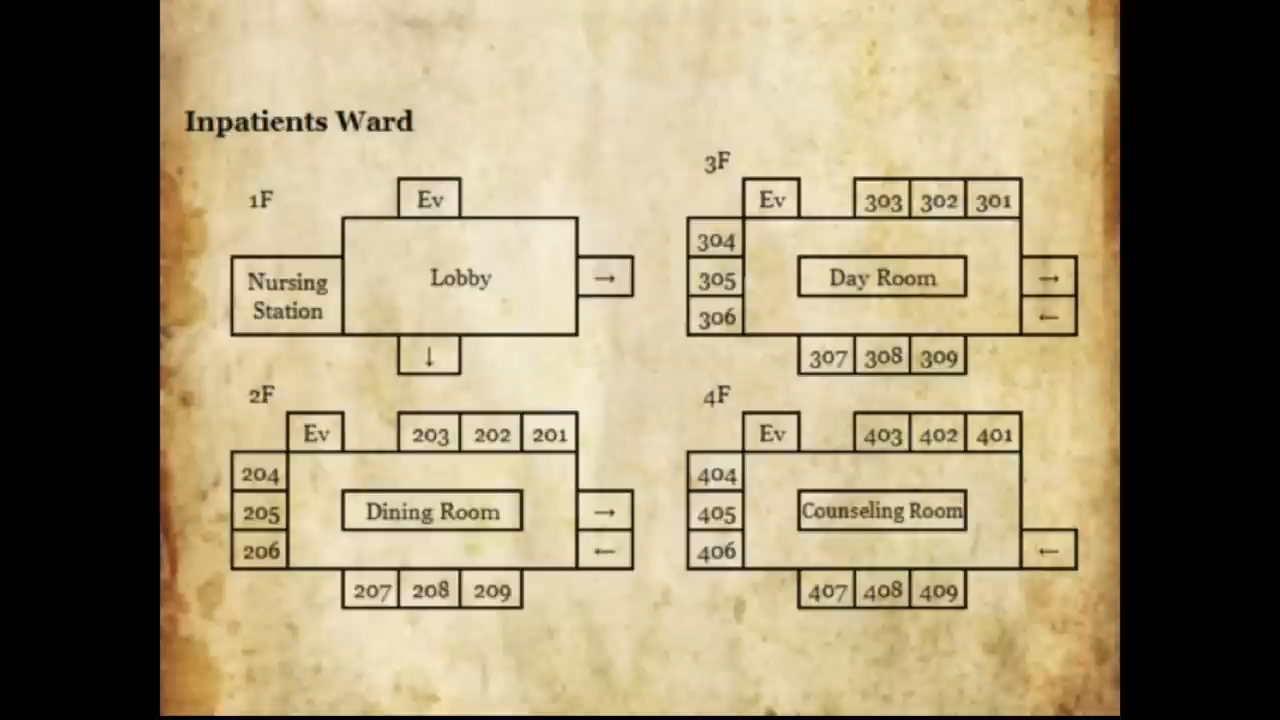 Inpatients Ward
1F
Ev
Nursing
Station
Lobby
→
↓
2F
Ev
203 202 201
204
205
206
Dining Room
→
←
207 208 209
3F
Ev
303 302 301
304
305
306
Day Room
→
←
307 308 309
4F
Ev
403 402 401
404
405
406
Counseling Room
←
407 408 409